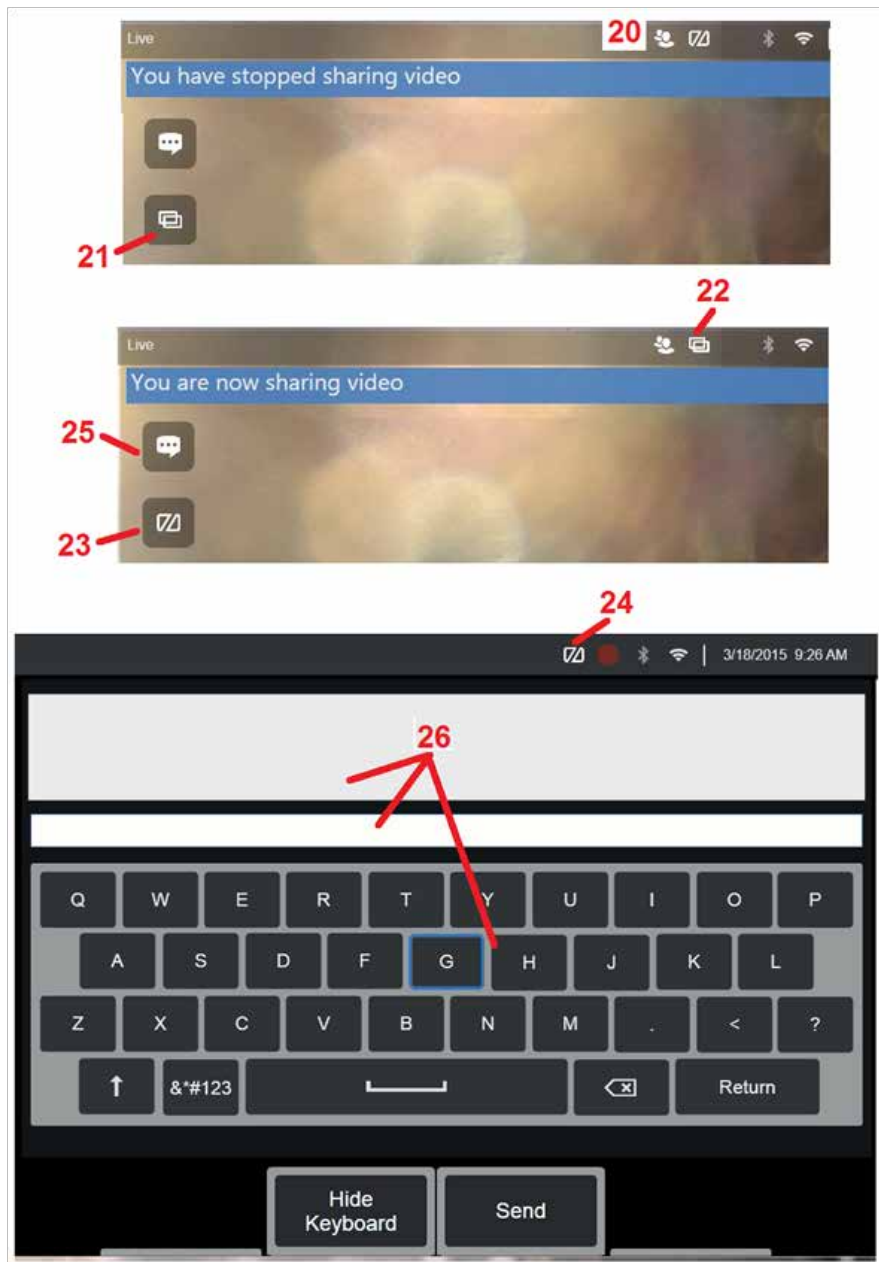 20
Live
You have stopped sharing video
21
22
Live
You are now sharing video
25
23
24
3/18/2015 9:26 AM
26
Q W E R T Y U I O P
A S D F G H J K L
Z X C V B N M . < ?
&*#123 Return
Hide
Keyboard
Send